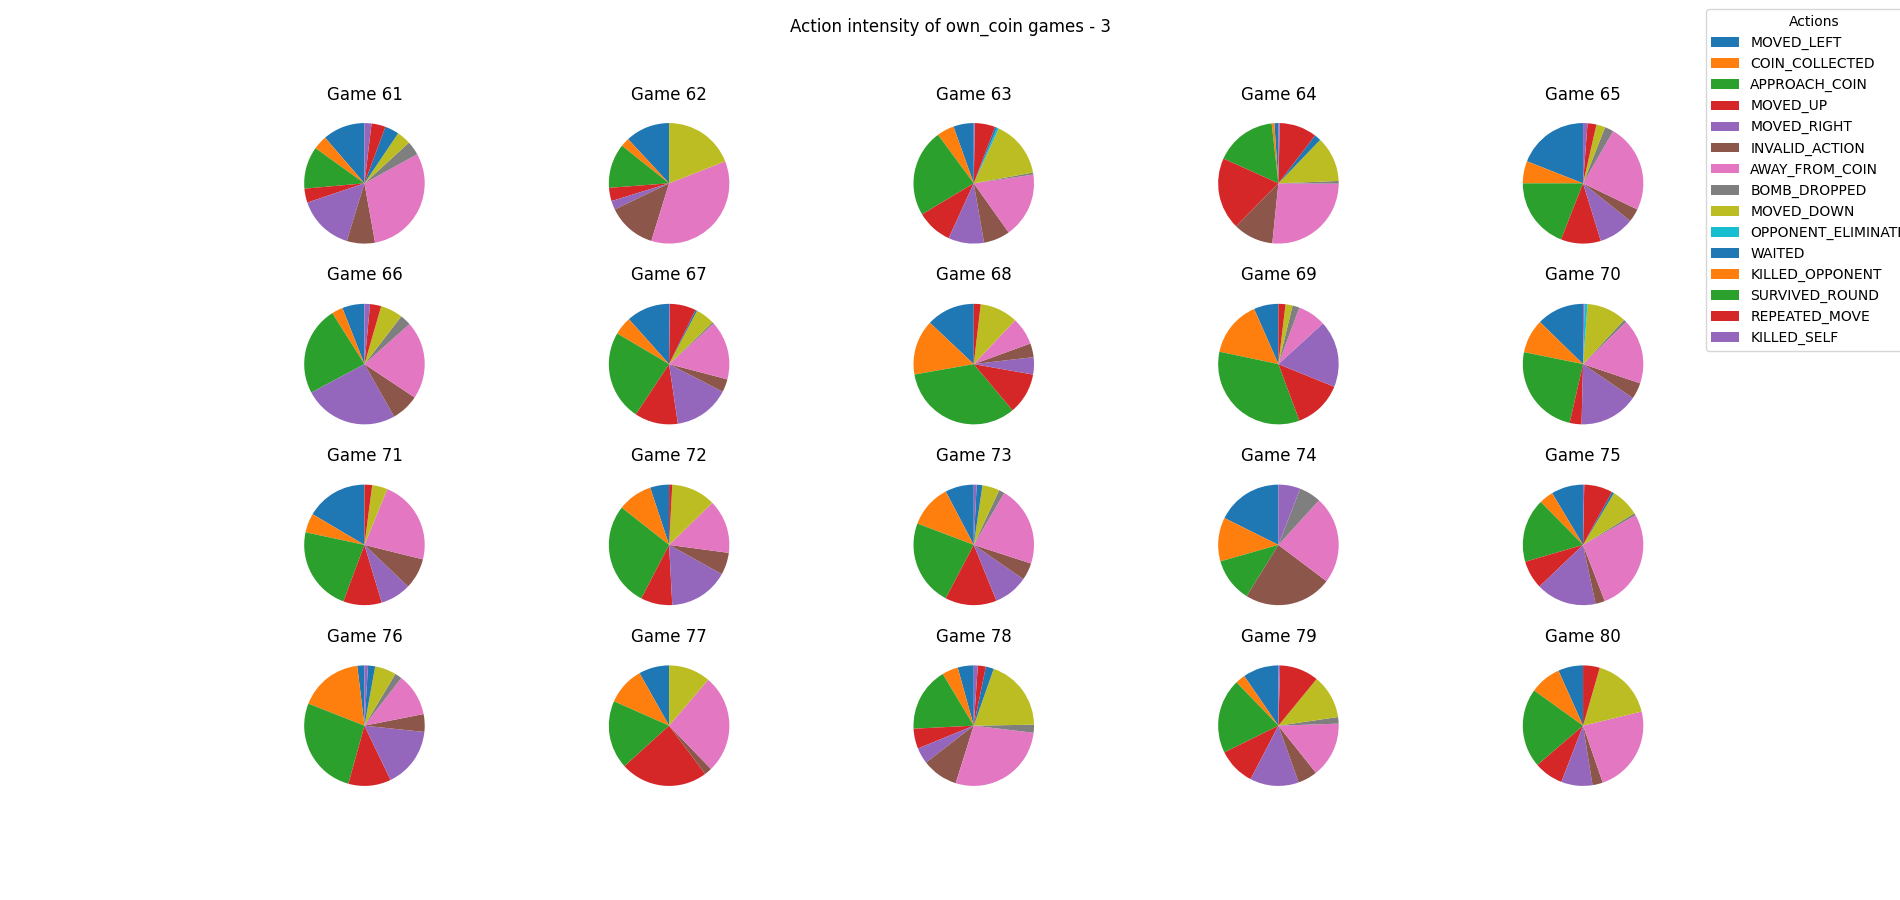 Action intensity of own_coin games - 3
Actions
MOVED_LEFT
COIN_COLLECTED
APPROACH_COIN
MOVED_UP
MOVED_RIGHT
INVALID_ACTION
AWAY_FROM_COIN
BOMB_DROPPED
MOVED_DOWN
OPPONENT_ELIMINAT
WAITED
KILLED_OPPONENT
SURVIVED_ROUND
REPEATED_MOVE
KILLED_SELF
Game 61
Game 62
Game 63
Game 64
Game 65
Game 66
Game 67
Game 68
Game 69
Game 70
Game 71
Game 72
Game 73
Game 74
Game 75
Game 76
Game 77
Game 78
Game 79
Game 80